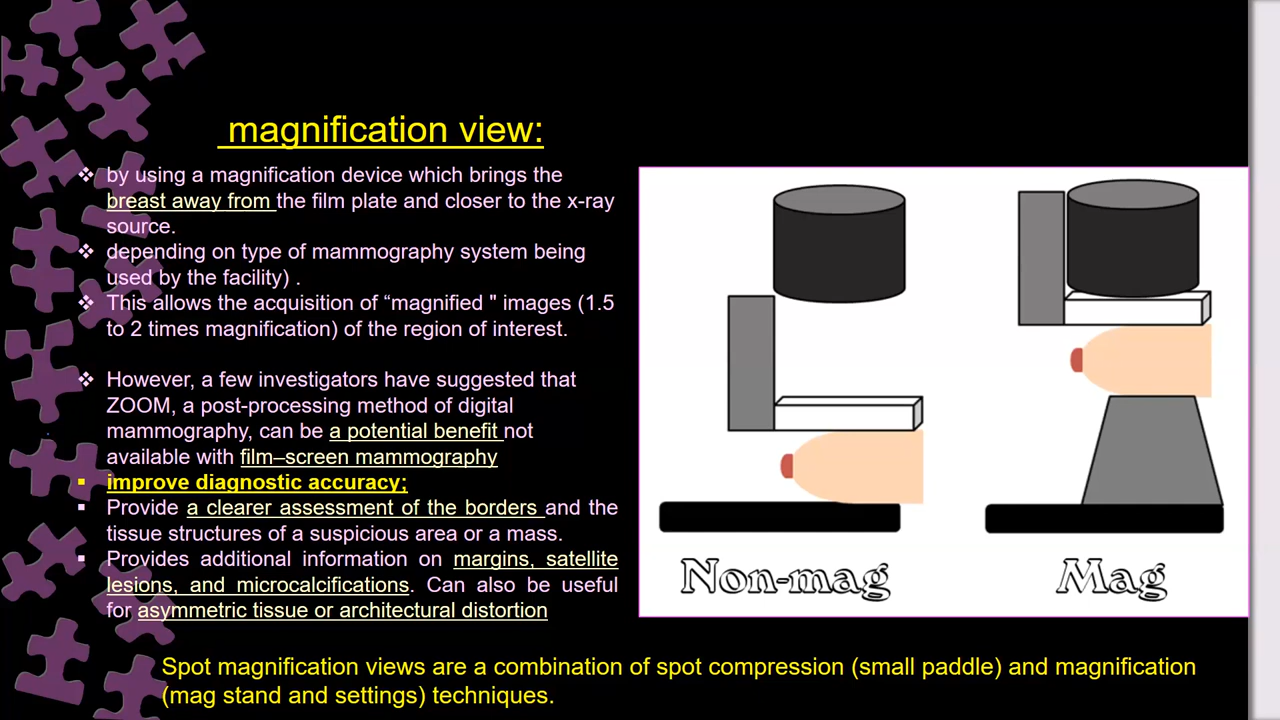 magnification view:
by using a magnification device which brings the
breast away from the film plate and closer to the x-ray
source.
depending on type of mammography system being
used by the facility) .
This allows the acquisition of “magnified " images (1.5
to 2 times magnification) of the region of interest.
However, a few investigators have suggested that
ZOOM, a post-processing method of digital
mammography, can be a potential benefit not
available with film–screen mammography
improve diagnostic accuracy;
Provide a clearer assessment of the borders and the
tissue structures of a suspicious area or a mass.
Provides additional information on margins, satellite
lesions, and microcalcifications. Can also be useful
for asymmetric tissue or architectural distortion
Non-mag
Mag
Spot magnification views are a combination of spot compression (small paddle) and magnification
(mag stand and settings) techniques.